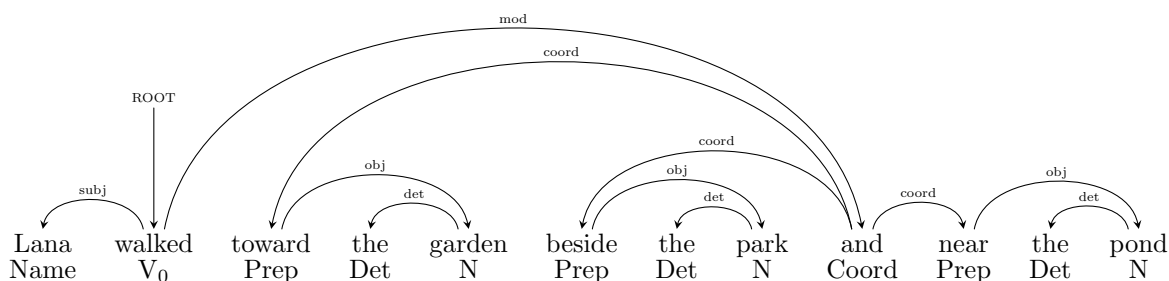 mod
coord
ROOT
coord
subj obj obj coord obj
det det det
Lana walked toward the garden beside the park and near the pond
Name V₀ Prep Det N Prep Det N Coord Prep Det N